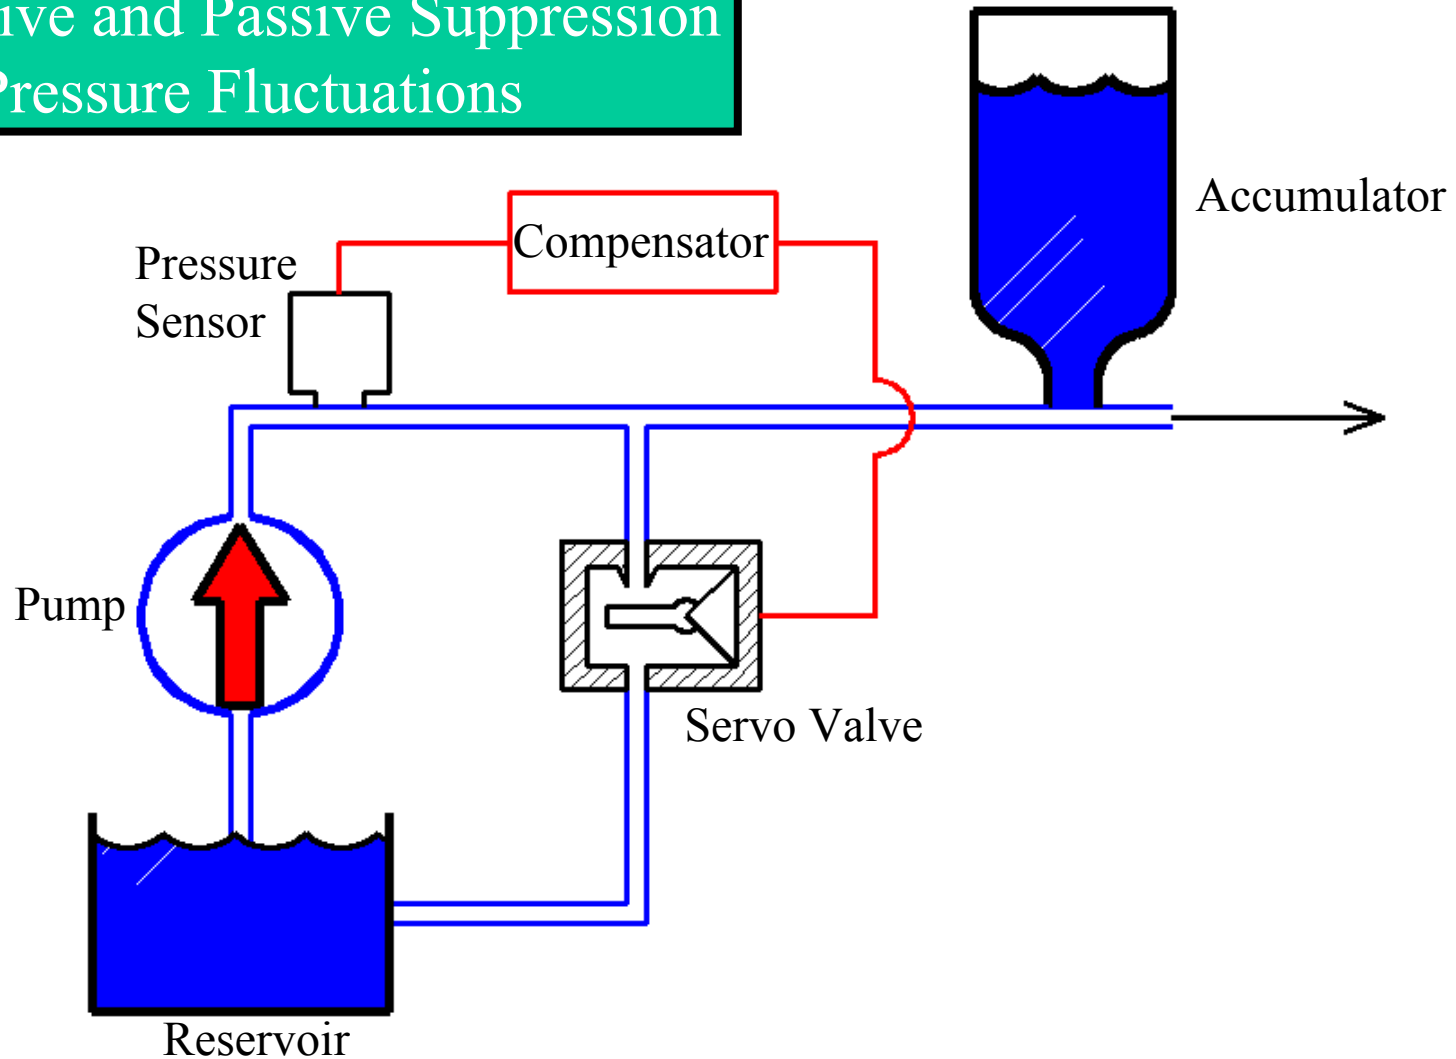 ive and Passive Suppression
Pressure Fluctuations
Accumulator
Compensator
Pressure
Sensor
Pump
Servo Valve
Reservoir